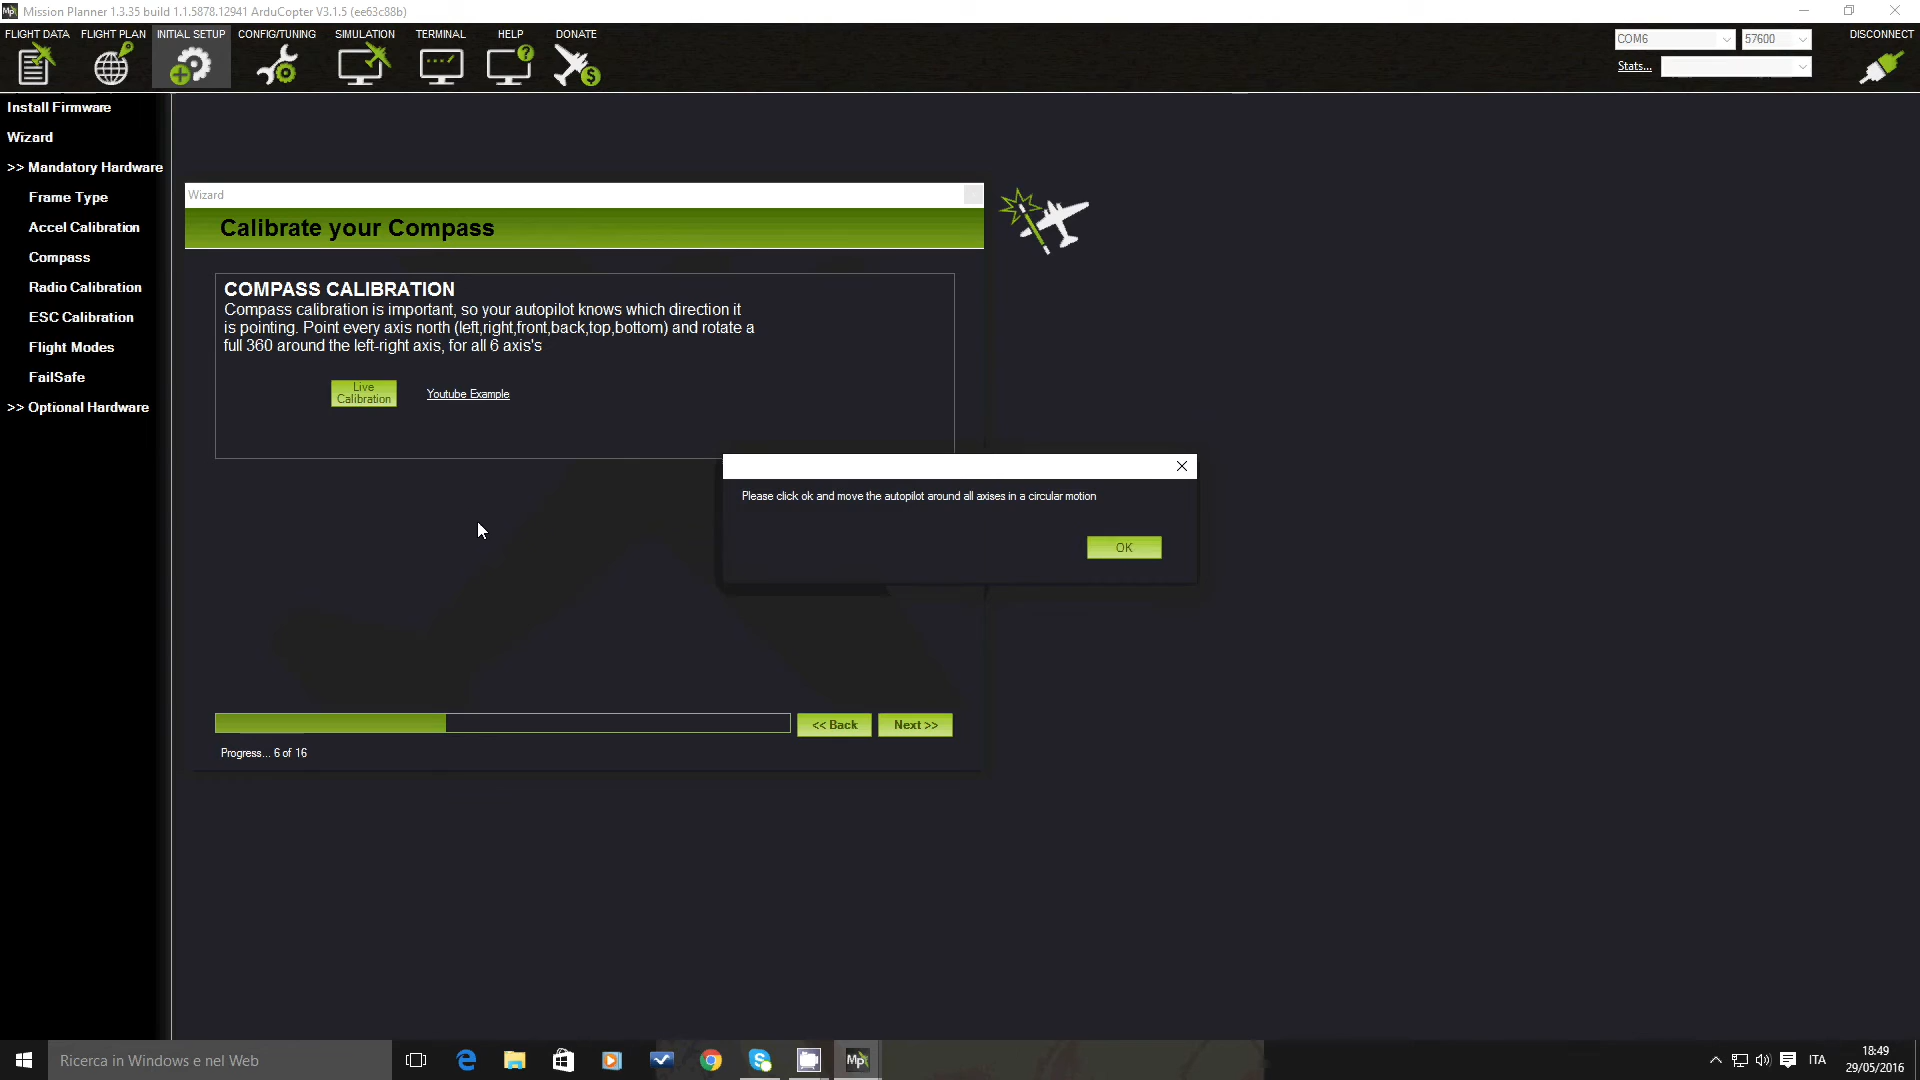 Mission Planner 1.3.35 build 1.1.5878.12941 ArduCopter V3.1.5 (ee63c88b)
FLIGHT DATA FLIGHT PLAN INITIAL SETUP CONFIG/TUNING SIMULATION TERMINAL HELP DONATE
COM6 57600 DISCONNECT
Stats...
Install Firmware
Wizard
>> Mandatory Hardware
Frame Type
Accel Calibration
Compass
Radio Calibration
ESC Calibration
Flight Modes
FailSafe
>> Optional Hardware
Wizard
Calibrate your Compass
COMPASS CALIBRATION
Compass calibration is important, so your autopilot knows which direction it
is pointing. Point every axis north (left,right,front,back,top,bottom) and rotate a
full 360 around the left-right axis, for all 6 axis's
Live
Calibration
Youtube Example
Please click ok and move the autopilot around all axises in a circular motion
OK
<< Back Next >>
Progress... 6 of 16
Ricerca in Windows e nel Web
ITA
18:49
29/05/2016